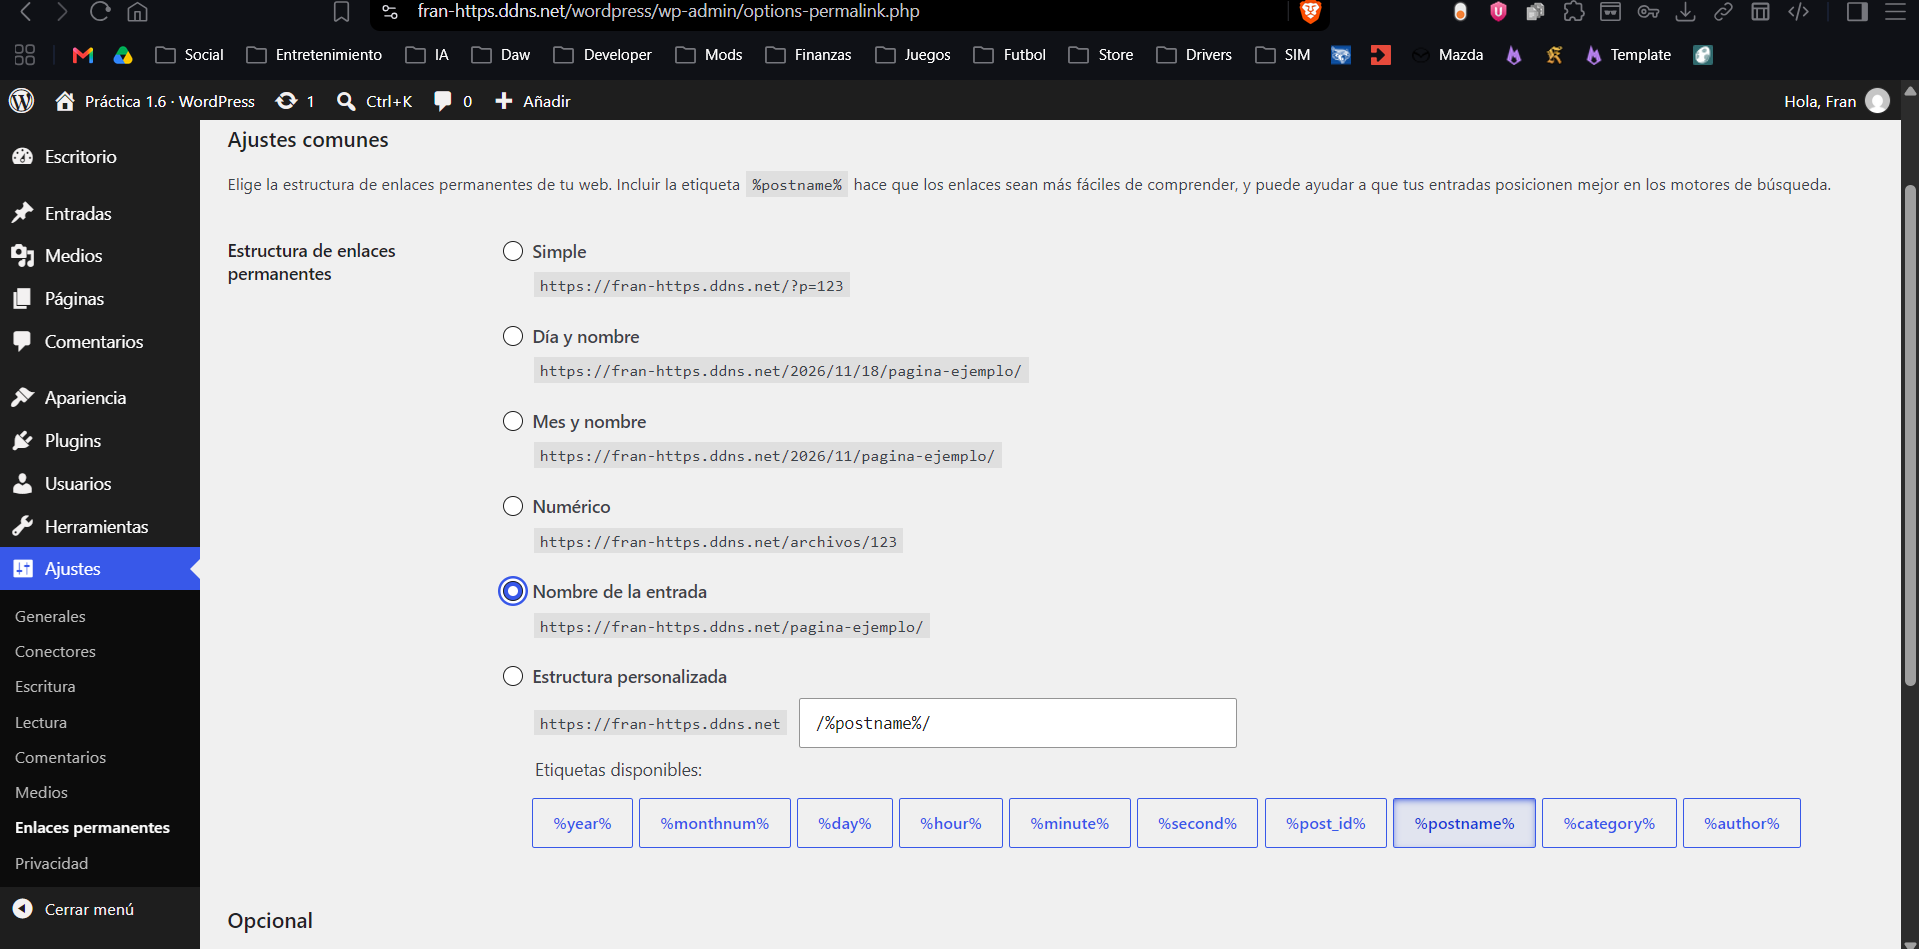 fran-https.ddns.net/wordpress/wp-admin/options-permalink.php
Social Entretenimiento IA Daw Developer Mods Finanzas Juegos Futbol Store Drivers SIM Mazda Template
Práctica 1.6 · WordPress 1 Ctrl+K 0 Añadir Hola, Fran
Escritorio
Entradas
Medios
Páginas
Comentarios
Apariencia
Plugins
Usuarios
Herramientas
Ajustes
Generales
Conectores
Escritura
Lectura
Comentarios
Medios
Enlaces permanentes
Privacidad
Cerrar menú
Ajustes comunes
Elige la estructura de enlaces permanentes de tu web. Incluir la etiqueta %postname% hace que los enlaces sean más fáciles de comprender, y puede ayudar a que tus entradas posicionen mejor en los motores de búsqueda.
Estructura de enlaces
permanentes
Simple
https://fran-https.ddns.net/?p=123
Día y nombre
https://fran-https.ddns.net/2026/11/18/pagina-ejemplo/
Mes y nombre
https://fran-https.ddns.net/2026/11/pagina-ejemplo/
Numérico
https://fran-https.ddns.net/archivos/123
Nombre de la entrada
https://fran-https.ddns.net/pagina-ejemplo/
Estructura personalizada
https://fran-https.ddns.net /%postname%/
Etiquetas disponibles:
%year% %monthnum% %day% %hour% %minute% %second% %post_id% %postname% %category% %author%
Opcional